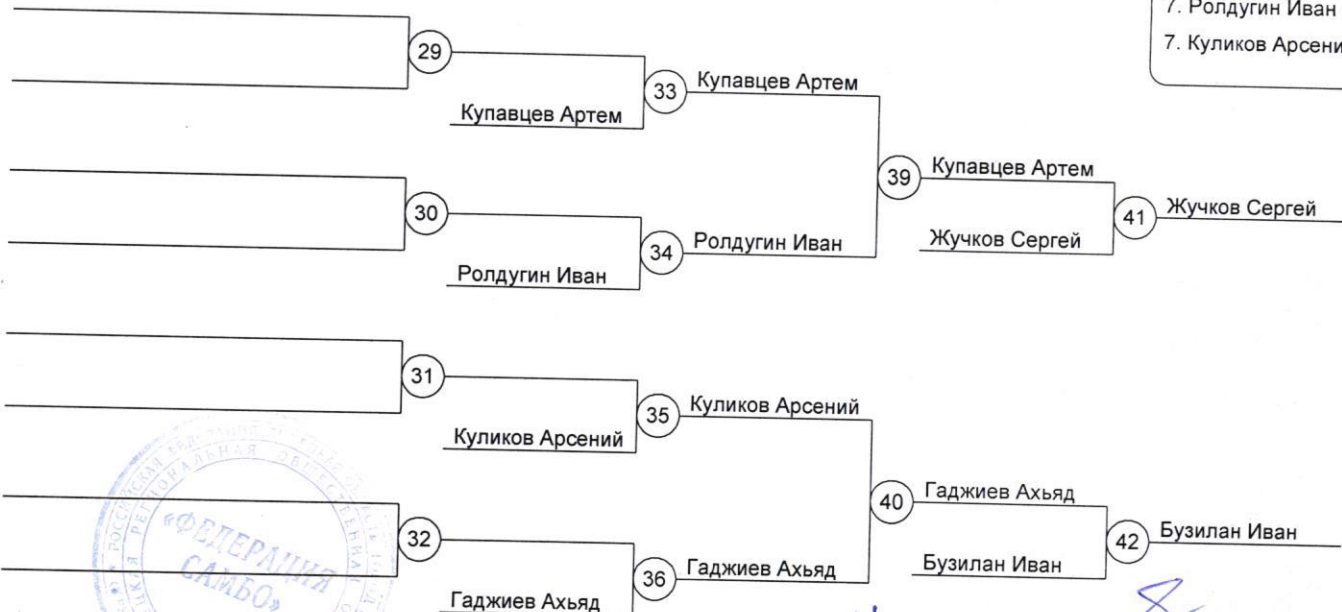 7. Ролдугин Иван
7. Куликов Арсени
29
33 Купавцев Артем
Купавцев Артем
39 Купавцев Артем
30
41 Жучков Сергей
34 Ролдугин Иван
Жучков Сергей
Ролдугин Иван
31
35 Куликов Арсений
Куликов Арсений
40 Гаджиев Ахьяд
32
42 Бузилан Иван
36 Гаджиев Ахьяд
Бузилан Иван
Гаджиев Ахьяд
«ФЕДЕРАЦИЯ
САМБО»